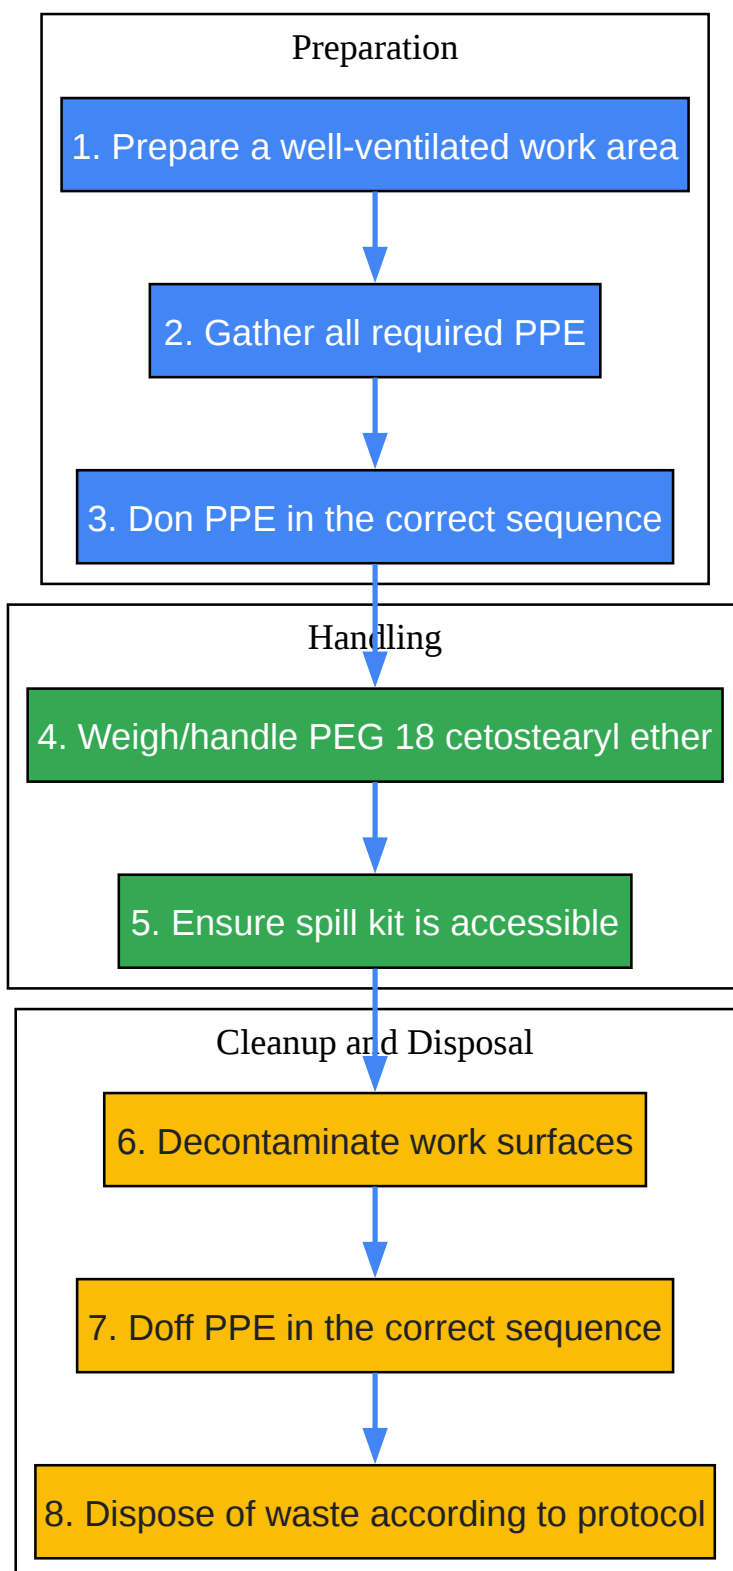 Preparation
1. Prepare a well-ventilated work area
2. Gather all required PPE
3. Don PPE in the correct sequence
Handling
4. Weigh/handle PEG 18 cetostearyl ether
5. Ensure spill kit is accessible
Cleanup and Disposal
6. Decontaminate work surfaces
7. Doff PPE in the correct sequence
8. Dispose of waste according to protocol